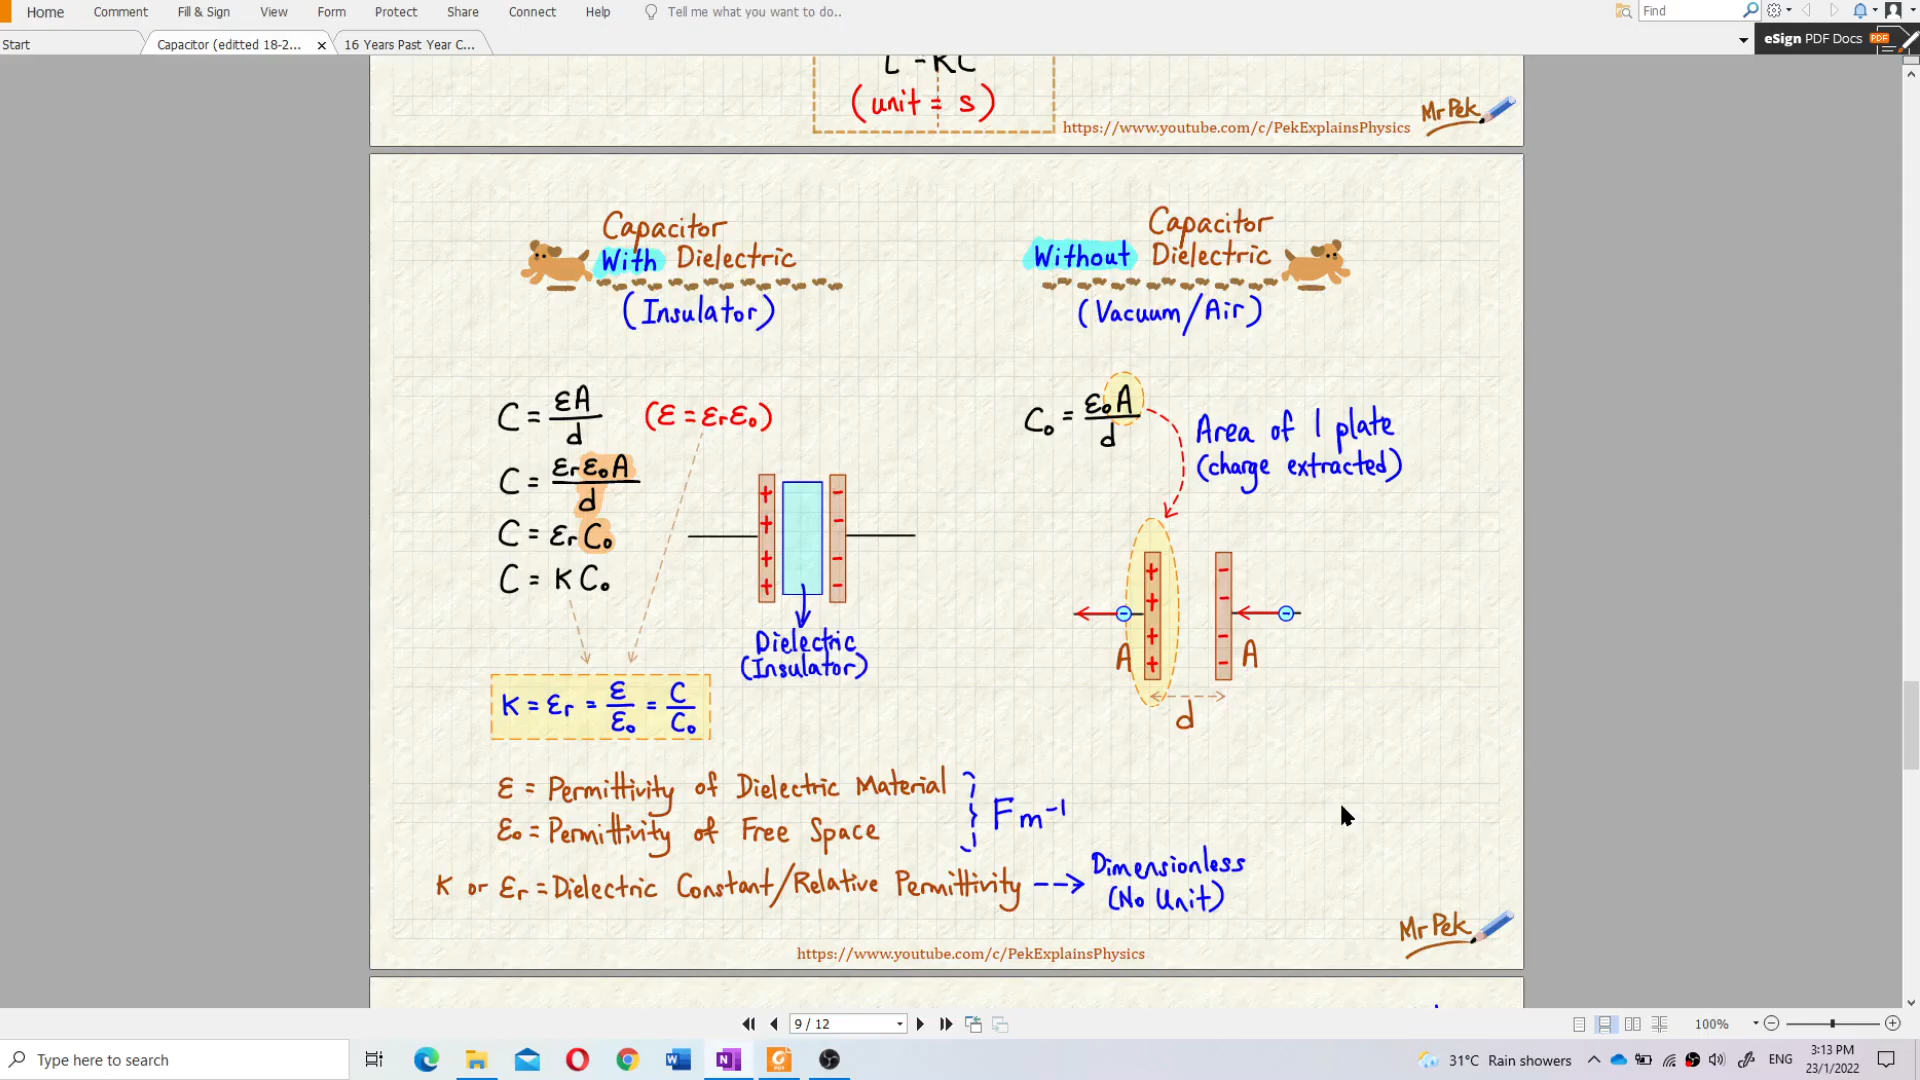 Home Comment Fill & Sign View Form Protect Share Connect Help Tell me what you want to do.. Find
Start Capacitor (editted 18-2... × 16 Years Past Year C... eSign PDF Docs
(unit = s)
https://www.youtube.com/c/PekExplainsPhysics Mr Pek
Capacitor
With Dielectric
(Insulator)
C = εA/d (ε = εrε₀)
C = εrε₀A/d
C = εrC₀
C = κC₀
+ -
+ -
+ -
+ -
Dielectric
(Insulator)
κ = εr = ε/ε₀ = C/C₀
Capacitor
Without Dielectric
(Vacuum/Air)
C₀ = ε₀A/d
Area of 1 plate
(charge extracted)
+ -
+ -
- -
+ -
A + - A
d
ε = Permittivity of Dielectric Material
ε₀ = Permittivity of Free Space
Fm⁻¹
κ or εr = Dielectric Constant/Relative Permittivity
Dimensionless
(No Unit)
Mr Pek
https://www.youtube.com/c/PekExplainsPhysics
9 / 12 100%
Type here to search 31°C Rain showers ENG 3:13 PM
23/1/2022